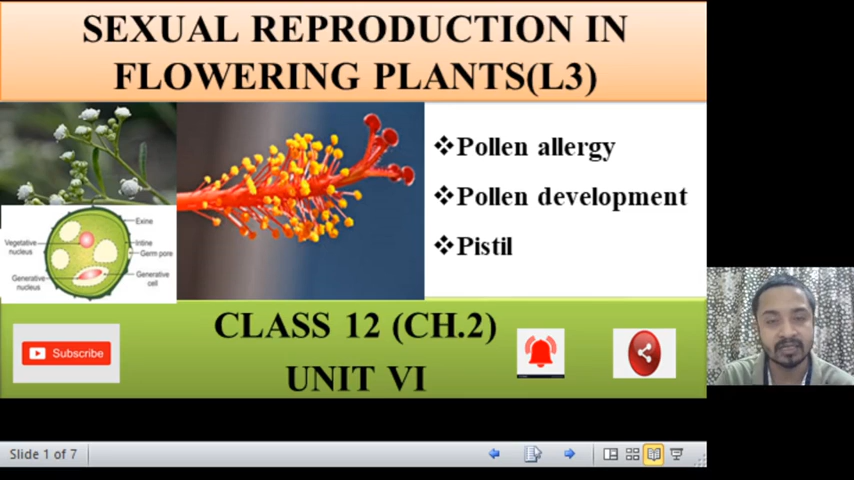 SEXUAL REPRODUCTION IN
FLOWERING PLANTS(L3)
❖Pollen allergy
❖Pollen development
❖Pistil
Exine
Vegetative
nucleus
Intine
Germ pore
Generative
nucleus
Generative
cell
CLASS 12 (CH.2)
UNIT VI
Subscribe
Slide 1 of 7